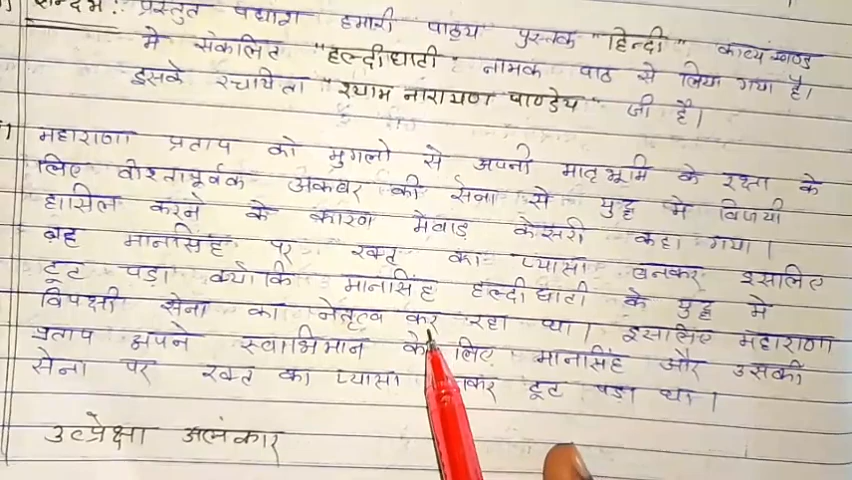 सन्दर्भ :- प्रस्तुत पद्यांश हमारी पाठ्य पुस्तक "हिन्दी" काव्य खण्ड
मे संकलित "हल्दीघाटी" नामक पाठ से लिया गया है।
इसके रचायिता "श्याम नारायण पाण्डेय" जी है।
महाराणा प्रताप को मुगलो से अपनी मातृभूमि के रक्षा के
लिए वीरतापूर्वक अकबर की सेना से युद्ध मे विजयी
हासिल करने के कारण मेवाड़ केसरी कहा गया।
वह मानसिंह पर रक्त का प्यासा बनकर इसलिए
टूट पड़ा क्योकि मानसिंह हल्दीघाटी के युद्ध मे
विपक्षी सेना का नेतृत्व कर रहा था। इसलिए महाराणा
प्रताप अपने स्वाभिमान के लिए मानसिंह और उसकी
सेना पर रक्त का प्यासा नकर टूट पड़ा था।
उत्प्रेक्षा अलंकार